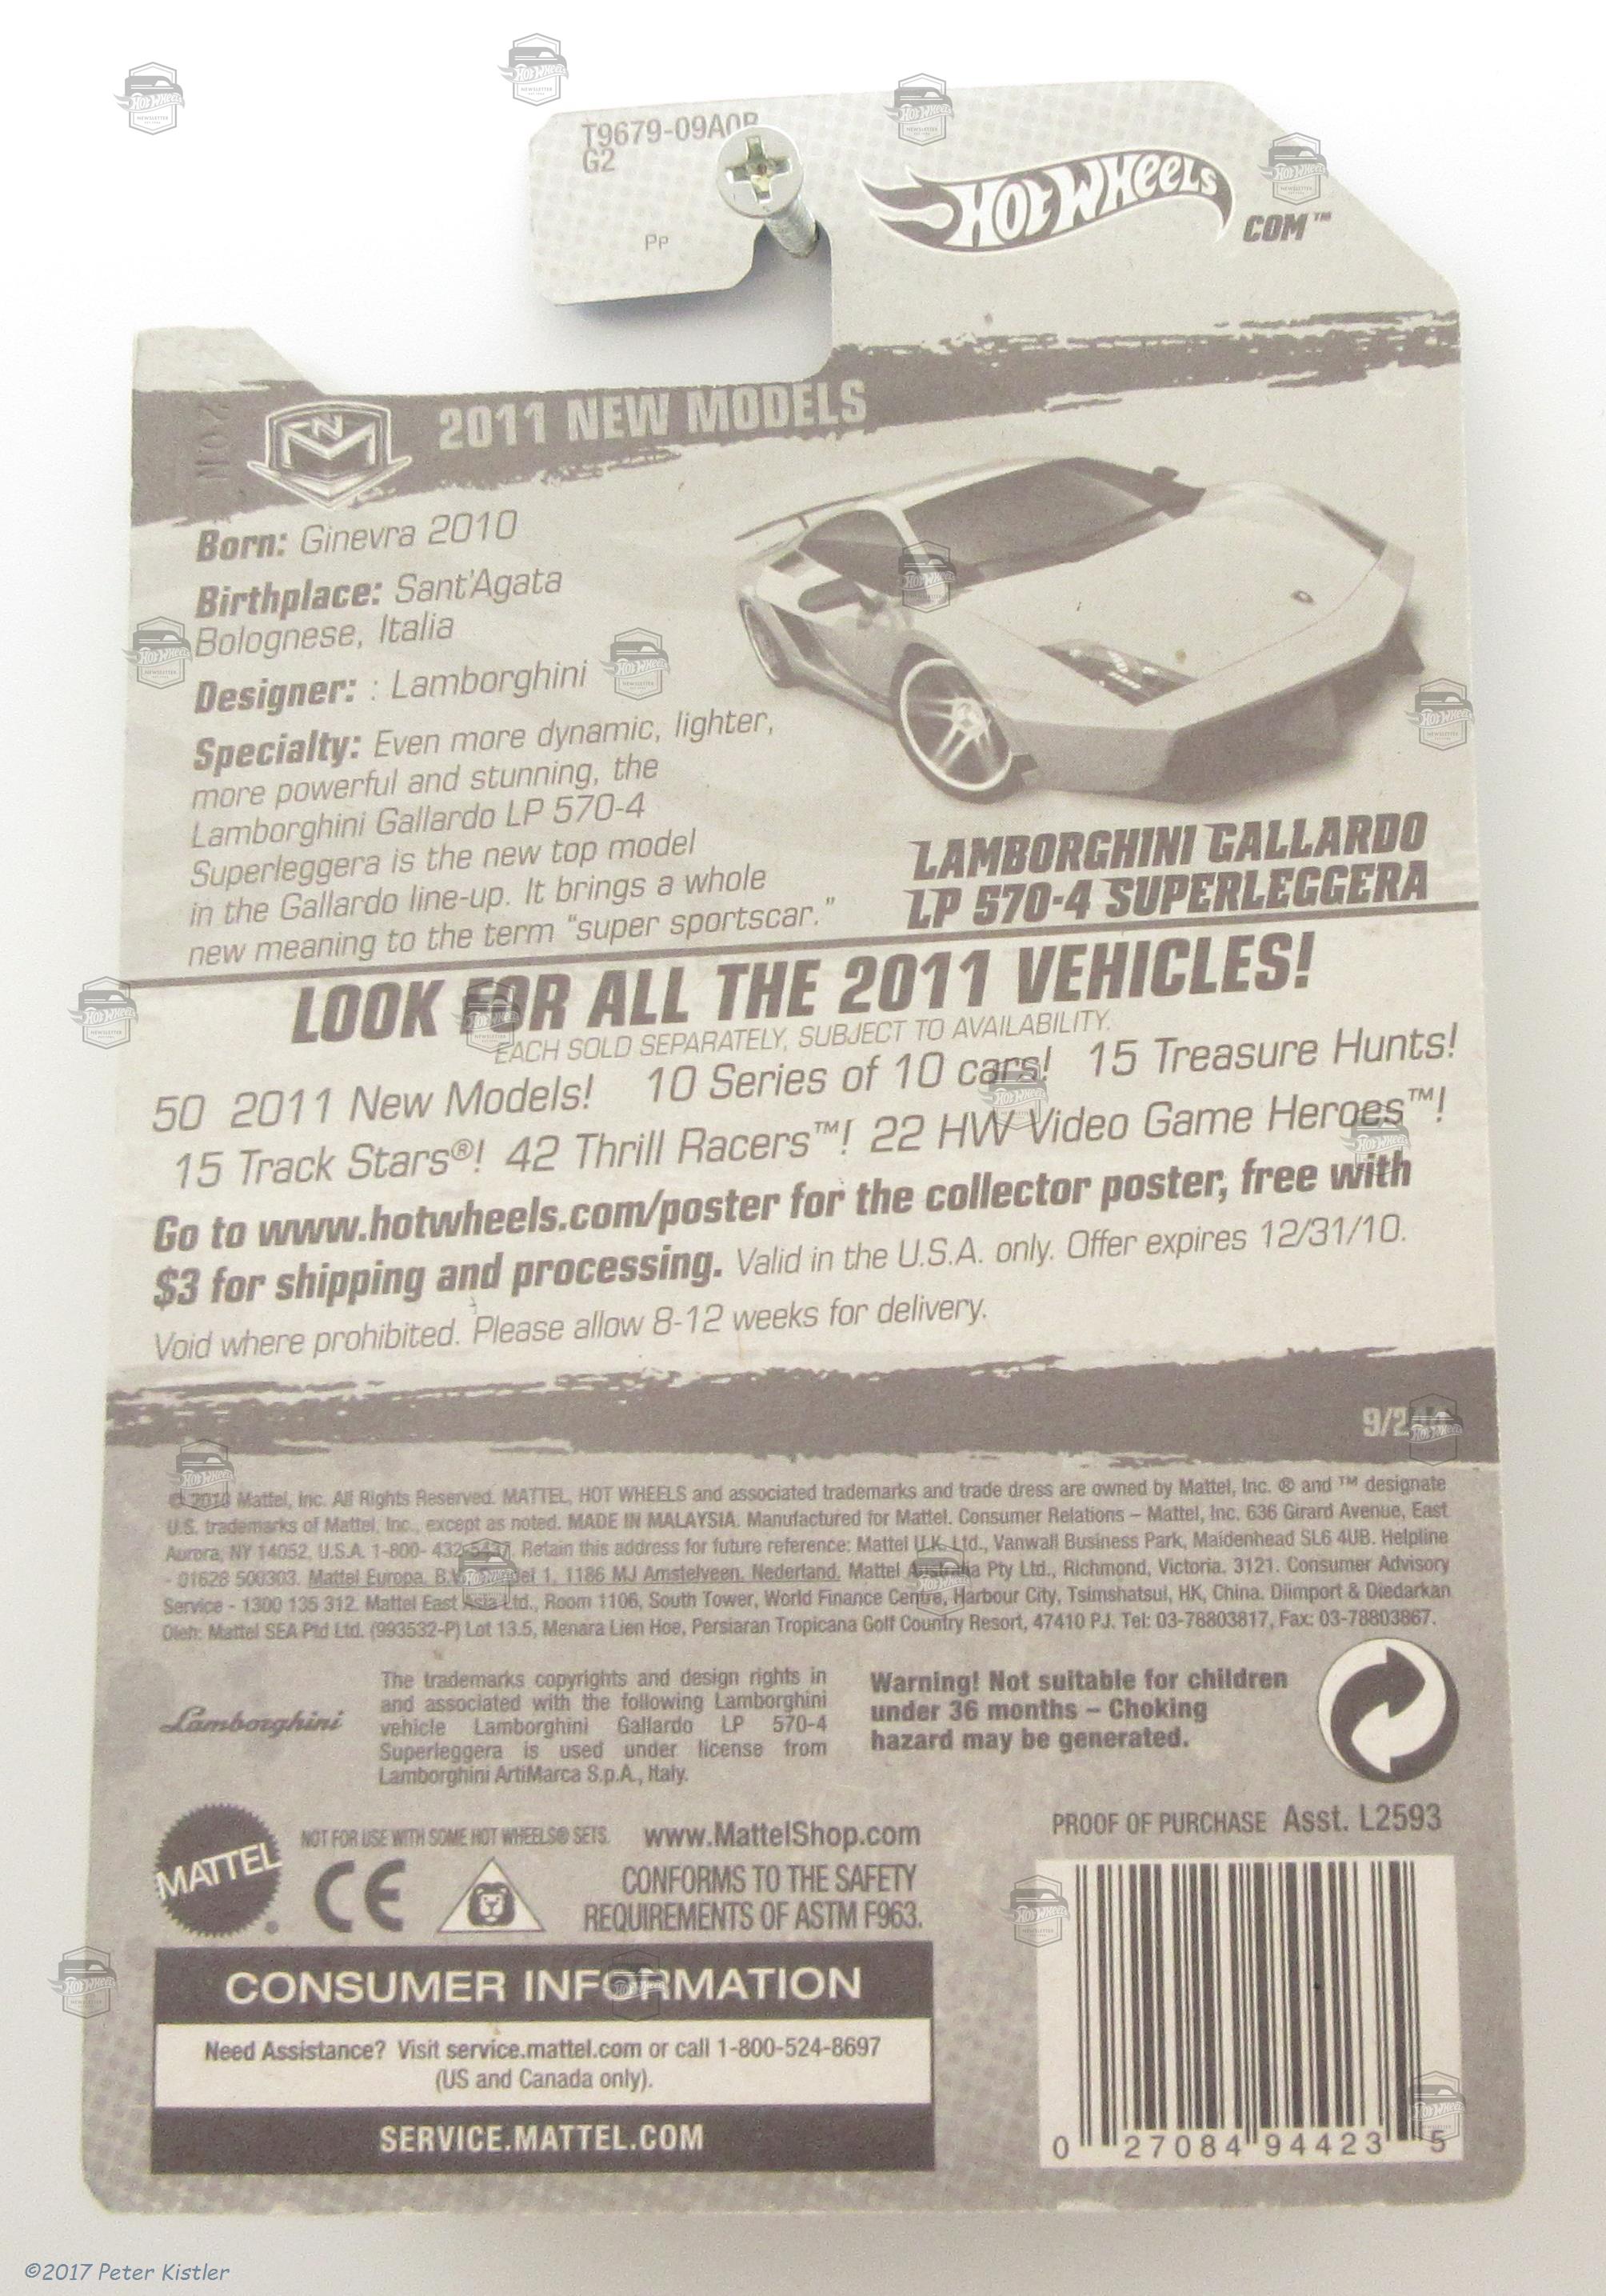 T9679-09A0B
G2
Pp
HOT WHEELS
COM™
2011 NEW MODELS
Born: Ginevra 2010
Birthplace: Sant'Agata
Bolognese, Italia
Designer: : Lamborghini
Specialty: Even more dynamic, lighter,
more powerful and stunning, the
Lamborghini Gallardo LP 570-4
Superleggera is the new top model
in the Gallardo line-up. It brings a whole
new meaning to the term "super sportscar."
LAMBORGHINI GALLARDO
LP 570-4 SUPERLEGGERA
LOOK FOR ALL THE 2011 VEHICLES!
EACH SOLD SEPARATELY, SUBJECT TO AVAILABILITY.
50 2011 New Models! 10 Series of 10 cars! 15 Treasure Hunts!
15 Track Stars®! 42 Thrill Racers™! 22 HW Video Game Heroes™!
Go to www.hotwheels.com/poster for the collector poster, free with
$3 for shipping and processing. Valid in the U.S.A. only. Offer expires 12/31/10.
Void where prohibited. Please allow 8-12 weeks for delivery.
© 2010 Mattel, Inc. All Rights Reserved. MATTEL, HOT WHEELS and associated trademarks and trade dress are owned by Mattel, Inc. ® and ™ designate
U.S. trademarks of Mattel, Inc., except as noted. MADE IN MALAYSIA. Manufactured for Mattel. Consumer Relations – Mattel, Inc. 636 Girard Avenue, East
Aurora, NY 14052, U.S.A. 1-800- 432-5437. Retain this address for future reference: Mattel U.K. Ltd., Vanwall Business Park, Maidenhead SL6 4UB. Helpline
- 01628 500303. Mattel Europa, B.V., 1, 1186 MJ Amstelveen, Nederland. Mattel Australia Pty Ltd., Richmond, Victoria. 3121. Consumer Advisory
Service - 1300 135 312. Mattel East Asia Ltd., Room 1106, South Tower, World Finance Centre, Harbour City, Tsimshatsui, HK, China. Diimport & Diedarkan
Oleh: Mattel SEA Ptd Ltd. (993532-P) Lot 13.5, Menara Lien Hoe, Persiaran Tropicana Golf Country Resort, 47410 PJ. Tel: 03-78803817, Fax: 03-78803867.
Lamborghini
The trademarks copyrights and design rights in
and associated with the following Lamborghini
vehicle Lamborghini Gallardo LP 570-4
Superleggera is used under license from
Lamborghini ArtiMarca S.p.A., Italy.
Warning! Not suitable for children
under 36 months – Choking
hazard may be generated.
PROOF OF PURCHASE Asst. L2593
MATTEL
NOT FOR USE WITH SOME HOT WHEELS® SETS.
www.MattelShop.com
CE
CONFORMS TO THE SAFETY
REQUIREMENTS OF ASTM F963.
CONSUMER INFORMATION
Need Assistance? Visit service.mattel.com or call 1-800-524-8697
(US and Canada only).
SERVICE.MATTEL.COM
0 27084 94423 5
©2017 Peter Kistler